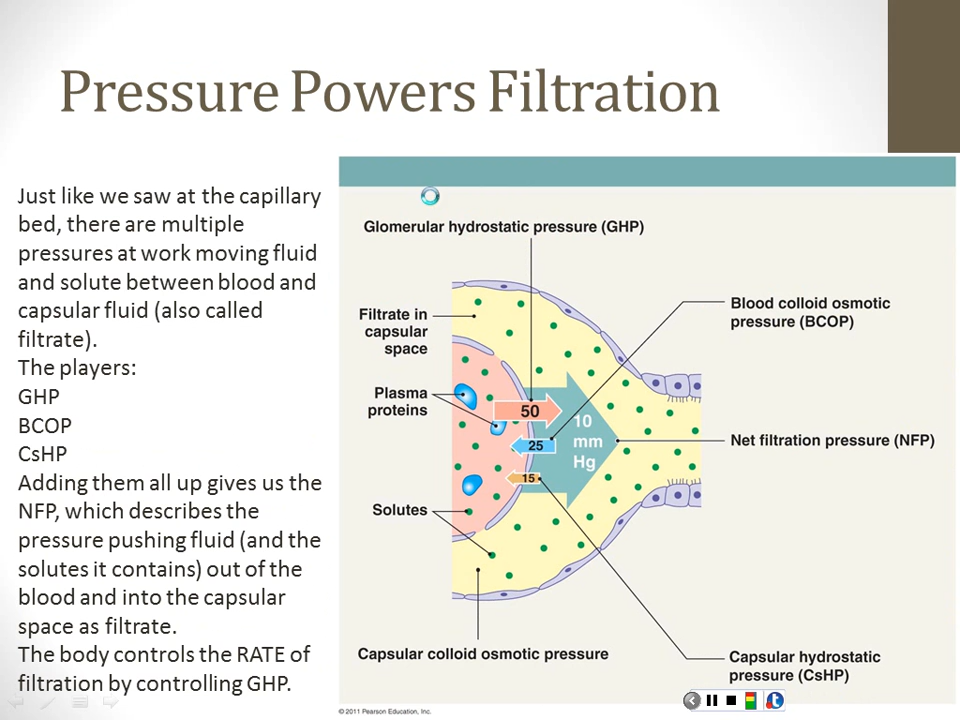 Pressure Powers Filtration
Just like we saw at the capillary
bed, there are multiple
pressures at work moving fluid
and solute between blood and
capsular fluid (also called
filtrate).
The players:
GHP
BCOP
CsHP
Adding them all up gives us the
NFP, which describes the
pressure pushing fluid (and the
solutes it contains) out of the
blood and into the capsular
space as filtrate.
The body controls the RATE of
filtration by controlling GHP.
Glomerular hydrostatic pressure (GHP)
Filtrate in
capsular
space
Blood colloid osmotic
pressure (BCOP)
Plasma
proteins
50
25
15
10
mm
Hg
Net filtration pressure (NFP)
Solutes
Capsular colloid osmotic pressure
Capsular hydrostatic
pressure (CsHP)
© 2011 Pearson Education, Inc.
t